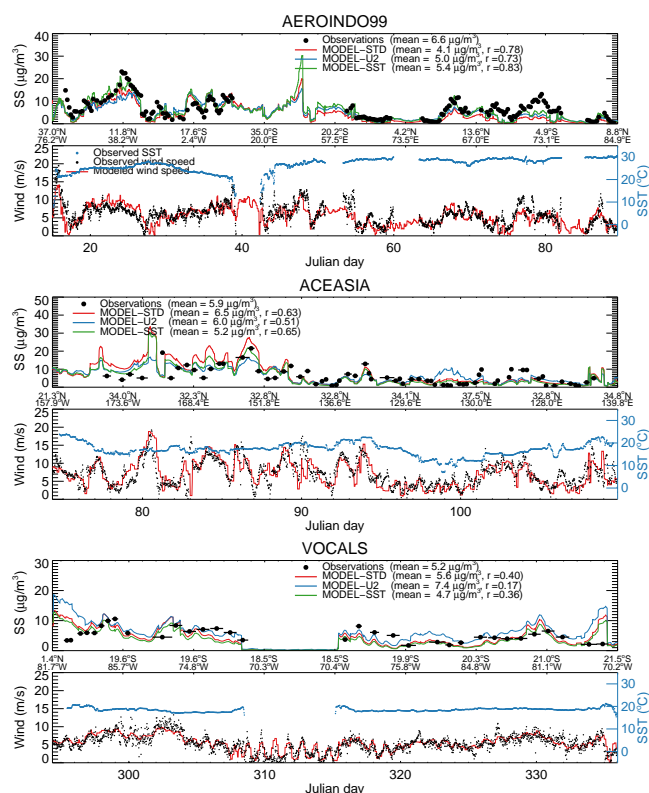 AEROINDO99
SS (µg/m³)
40
30
20
10
0
Observations (mean = 6.6 µg/m³)
MODEL−STD (mean = 4.1 µg/m³, r =0.78)
MODEL−U2 (mean = 5.0 µg/m³, r =0.73)
MODEL−SST (mean = 5.4 µg/m³, r =0.83)
37.0°N 11.8°N 17.6°N 35.0°N 20.2°N 4.2°N 13.6°N 4.9°N 8.8°N
76.2°W 38.2°W 2.4°W 20.0°E 57.5°E 73.5°E 67.0°E 73.1°E 84.9°E
Observed SST
Observed wind speed
Modeled wind speed
Wind (m/s)
25
20
15
10
5
0
30
20
10
0
SST (°C)
20 40 60 80
Julian day
ACEASIA
SS (µg/m³)
50
40
30
20
10
0
Observations (mean = 5.9 µg/m³)
MODEL−STD (mean = 6.5 µg/m³, r =0.63)
MODEL−U2 (mean = 6.0 µg/m³, r =0.51)
MODEL−SST (mean = 5.2 µg/m³, r =0.65)
21.3°N 34.0°N 32.3°N 32.8°N 32.8°N 34.1°N 37.5°N 32.8°N 34.8°N
157.9°W 173.6°W 168.4°E 151.8°E 136.6°E 129.6°E 130.0°E 128.0°E 139.8°E
Wind (m/s)
25
20
15
10
5
0
30
20
10
0
SST (°C)
80 90 100
Julian day
VOCALS
SS (µg/m³)
30
20
10
0
Observations (mean = 5.2 µg/m³)
MODEL−STD (mean = 5.6 µg/m³, r =0.40)
MODEL−U2 (mean = 7.4 µg/m³, r =0.17)
MODEL−SST (mean = 4.7 µg/m³, r =0.36)
1.4°N 19.6°S 19.6°S 18.5°S 18.5°S 19.9°S 20.3°S 21.0°S 21.5°S
81.7°W 85.7°W 74.8°W 70.3°W 70.4°W 75.8°W 84.8°W 81.1°W 70.2°W
Wind (m/s)
25
20
15
10
5
0
30
20
10
0
SST (°C)
300 310 320 330
Julian day